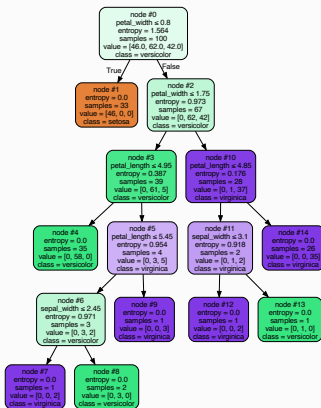 node #0
petal_width ≤ 0.8
entropy = 1.564
samples = 100
value = [46.0, 62.0, 42.0]
class = versicolor
True
False
node #1
entropy = 0.0
samples = 33
value = [46, 0, 0]
class = setosa
node #2
petal_width ≤ 1.75
entropy = 0.973
samples = 67
value = [0, 62, 42]
class = versicolor
node #3
petal_length ≤ 4.95
entropy = 0.387
samples = 39
value = [0, 61, 5]
class = versicolor
node #10
petal_length ≤ 4.85
entropy = 0.176
samples = 28
value = [0, 1, 37]
class = virginica
node #4
entropy = 0.0
samples = 35
value = [0, 58, 0]
class = versicolor
node #5
petal_length ≤ 5.45
entropy = 0.954
samples = 4
value = [0, 3, 5]
class = virginica
node #11
sepal_width ≤ 3.1
entropy = 0.918
samples = 2
value = [0, 1, 2]
class = virginica
node #14
entropy = 0.0
samples = 26
value = [0, 0, 35]
class = virginica
node #6
sepal_width ≤ 2.45
entropy = 0.971
samples = 3
value = [0, 3, 2]
class = versicolor
node #9
entropy = 0.0
samples = 1
value = [0, 0, 3]
class = virginica
node #12
entropy = 0.0
samples = 1
value = [0, 0, 2]
class = virginica
node #13
entropy = 0.0
samples = 1
value = [0, 1, 0]
class = versicolor
node #7
entropy = 0.0
samples = 1
value = [0, 0, 2]
class = virginica
node #8
entropy = 0.0
samples = 2
value = [0, 3, 0]
class = versicolor